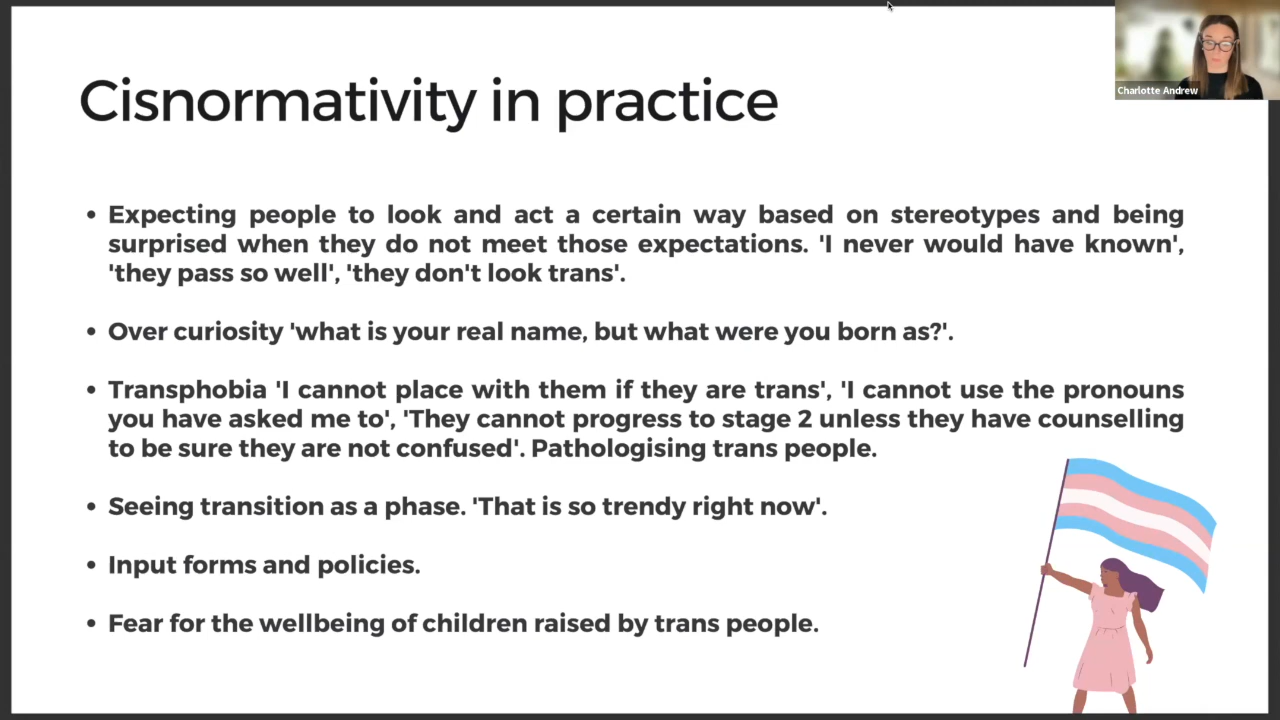 Cisnormativity in practice
Charlotte Andrew
• Expecting people to look and act a certain way based on stereotypes and being
surprised when they do not meet those expectations. 'I never would have known',
'they pass so well', 'they don't look trans'.
• Over curiosity 'what is your real name, but what were you born as?'.
• Transphobia 'I cannot place with them if they are trans', 'I cannot use the pronouns
you have asked me to', 'They cannot progress to stage 2 unless they have counselling
to be sure they are not confused'. Pathologising trans people.
• Seeing transition as a phase. 'That is so trendy right now'.
• Input forms and policies.
• Fear for the wellbeing of children raised by trans people.